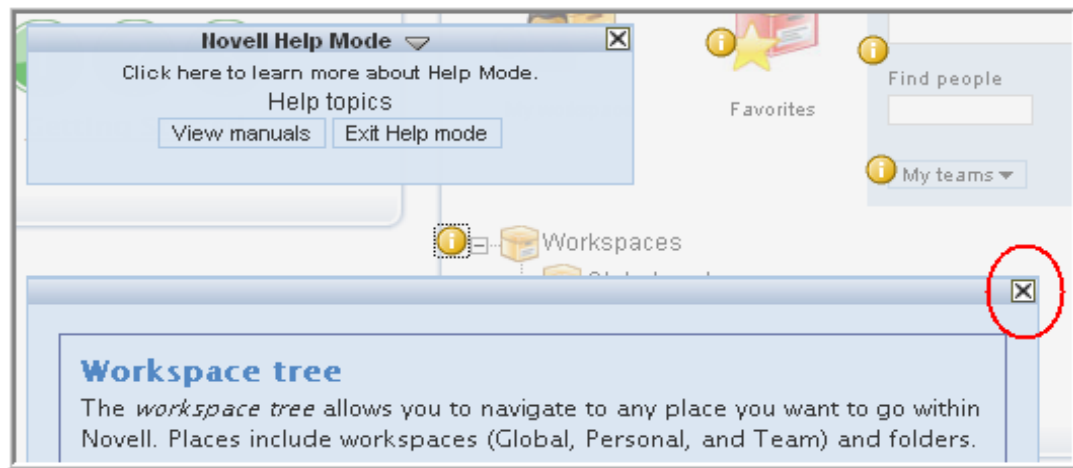 Novell Help Mode
Click here to learn more about Help Mode.
Help topics
View manuals Exit Help mode
Favorites
Find people
My teams
Workspaces
Workspace tree
The workspace tree allows you to navigate to any place you want to go within
Novell. Places include workspaces (Global, Personal, and Team) and folders.